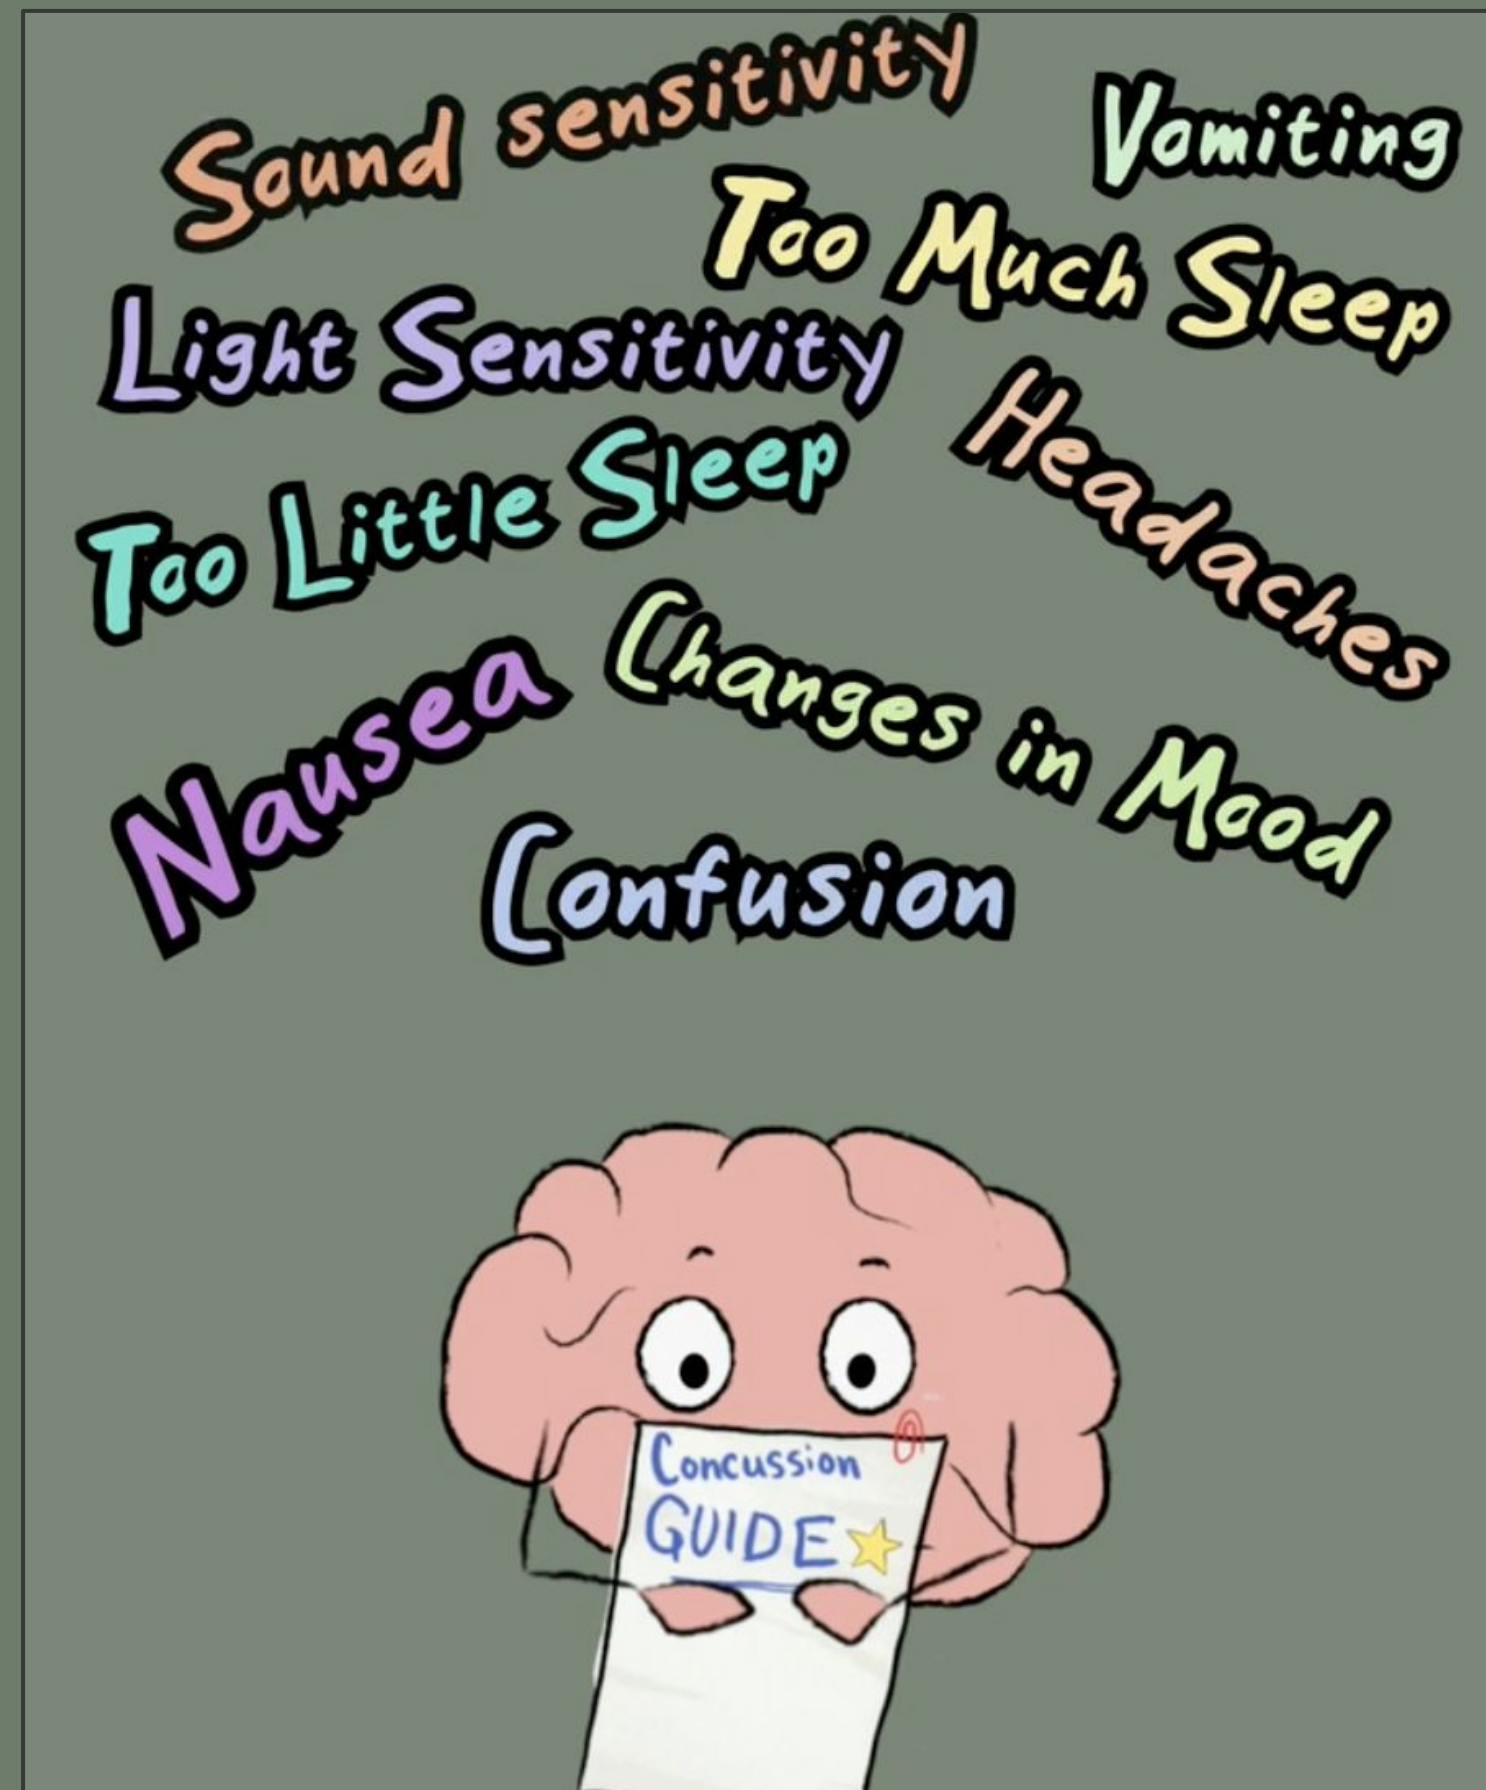 Sound sensitivity
Vomiting
Too Much Sleep
Light Sensitivity
Headaches
Too Little Sleep
Changes in Mood
Nausea
Confusion
Concussion
GUIDE